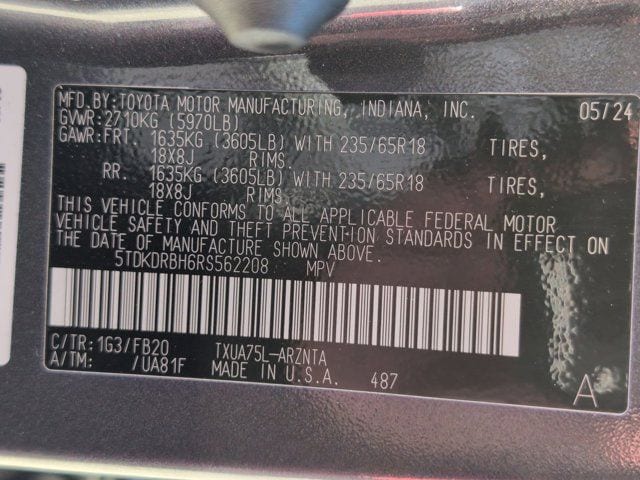 MFD.BY:TOYOTA MOTOR MANUFACTURING, INDIANA, INC. 05/24
GVWR:2710KG (5970LB)
GAWR:FRT. 1635KG (3605LB) WITH 235/65R18 TIRES,
18X8J RIMS,
RR. 1635KG (3605LB) WITH 235/65R18 TIRES,
18X8J RIMS
THIS VEHICLE CONFORMS TO ALL APPLICABLE FEDERAL MOTOR
VEHICLE SAFETY AND THEFT PREVENTION STANDARDS IN EFFECT ON
THE DATE OF MANUFACTURE SHOWN ABOVE.
5TDKDRBH6RS562208 MPV
C/TR: 1G3/FB20 TXUA75L-ARZNTA
A/TM: /UA81F MADE IN U.S.A. 487 A